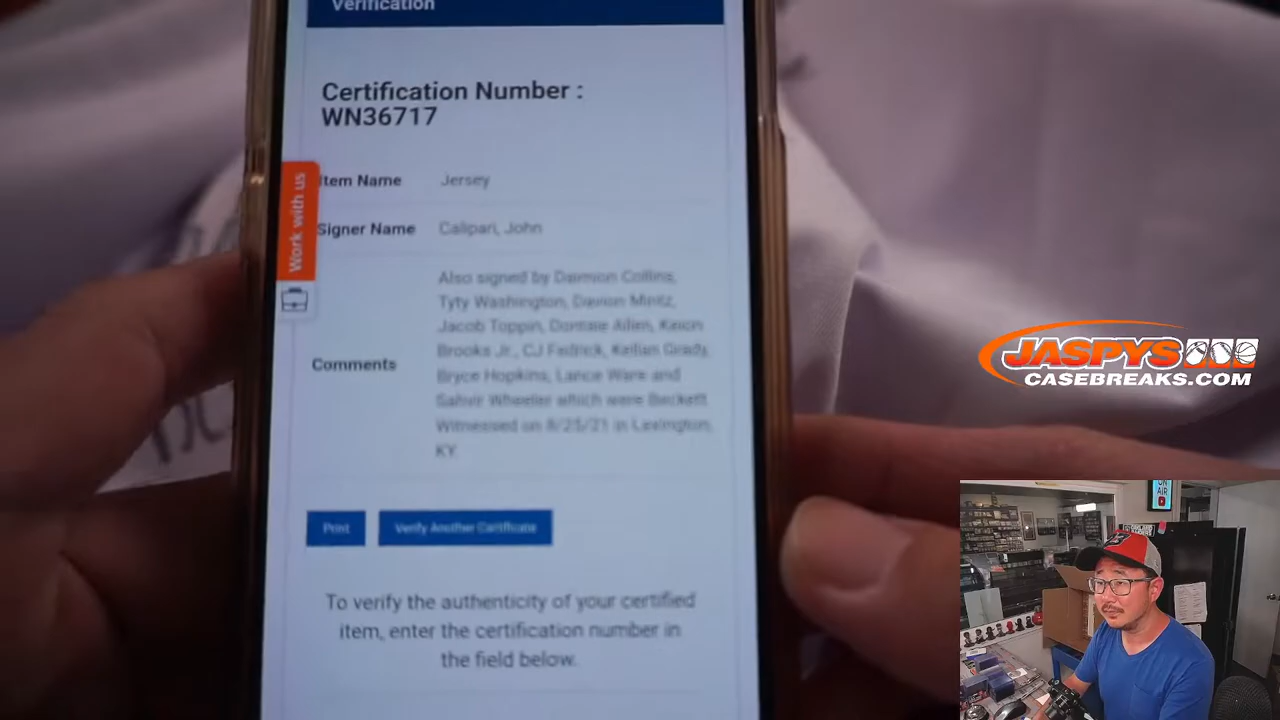 Verification
Certification Number :
WN36717
Work with us
Item Name Jersey
Signer Name Calipari, John
Comments
Also signed by Daimion Collins,
Tyty Washington, Davion Mintz,
Jacob Toppin, Dontaie Allen, Keion
Brooks Jr., CJ Fedrick, Kellan Grady,
Bryce Hopkins, Lance Ware and
Sahvir Wheeler which were Beckett
Witnessed on 8/25/21 in Lexington,
KY.
Print
Verify Another Certificate
To verify the authenticity of your certified
item, enter the certification number in
the field below.
JASPYS
CASEBREAKS.COM
ON
AIR